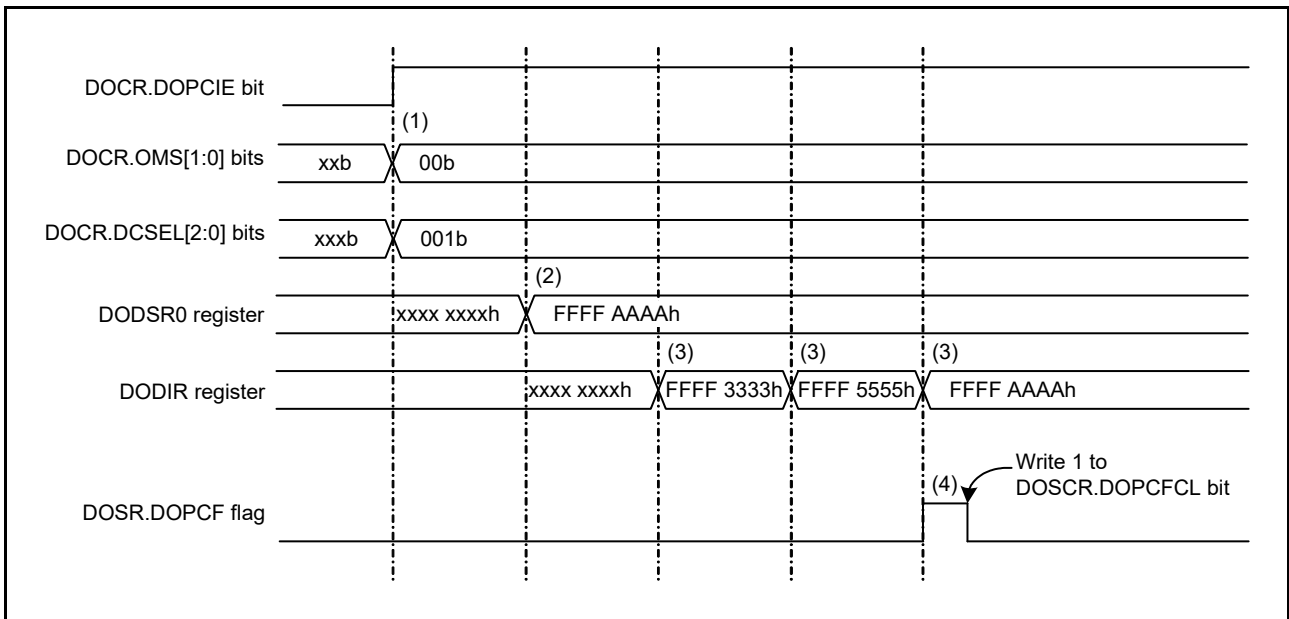 DOCR.DOPCIE bit
(1)
DOCR.OMS[1:0] bits
xxb
00b
DOCR.DCSEL[2:0] bits
xxxb
001b
(2)
DODSR0 register
xxxx xxxxh
FFFF AAAAh
(3)
(3)
(3)
DODIR register
xxxx xxxxh
FFFF 3333h
FFFF 5555h
FFFF AAAAh
Write 1 to
DOSCR.DOPCFCL bit
(4)
DOSR.DOPCF flag